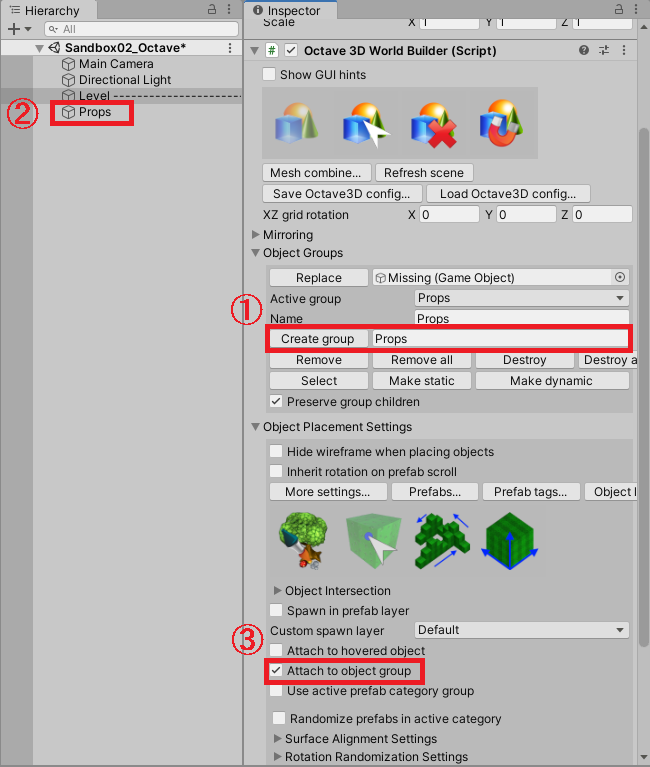 Hierarchy
All
Sandbox02_Octave*
Main Camera
Directional Light
Level ---------------------
② Props
Inspector
Scale X 1 Y 1 Z 1
# Octave 3D World Builder (Script)
Show GUI hints
Mesh combine... Refresh scene
Save Octave3D config... Load Octave3D config...
XZ grid rotation X 0 Y 0 Z 0
Mirroring
Object Groups
Replace Missing (Game Object)
Active group Props
①
Name Props
Create group Props
Remove Remove all Destroy Destroy a
Select Make static Make dynamic
Preserve group children
Object Placement Settings
Hide wireframe when placing objects
Inherit rotation on prefab scroll
More settings... Prefabs... Prefab tags... Object l
Object Intersection
Spawn in prefab layer
Custom spawn layer Default
③
Attach to hovered object
Attach to object group
Use active prefab category group
Randomize prefabs in active category
Surface Alignment Settings
Rotation Randomization Settings